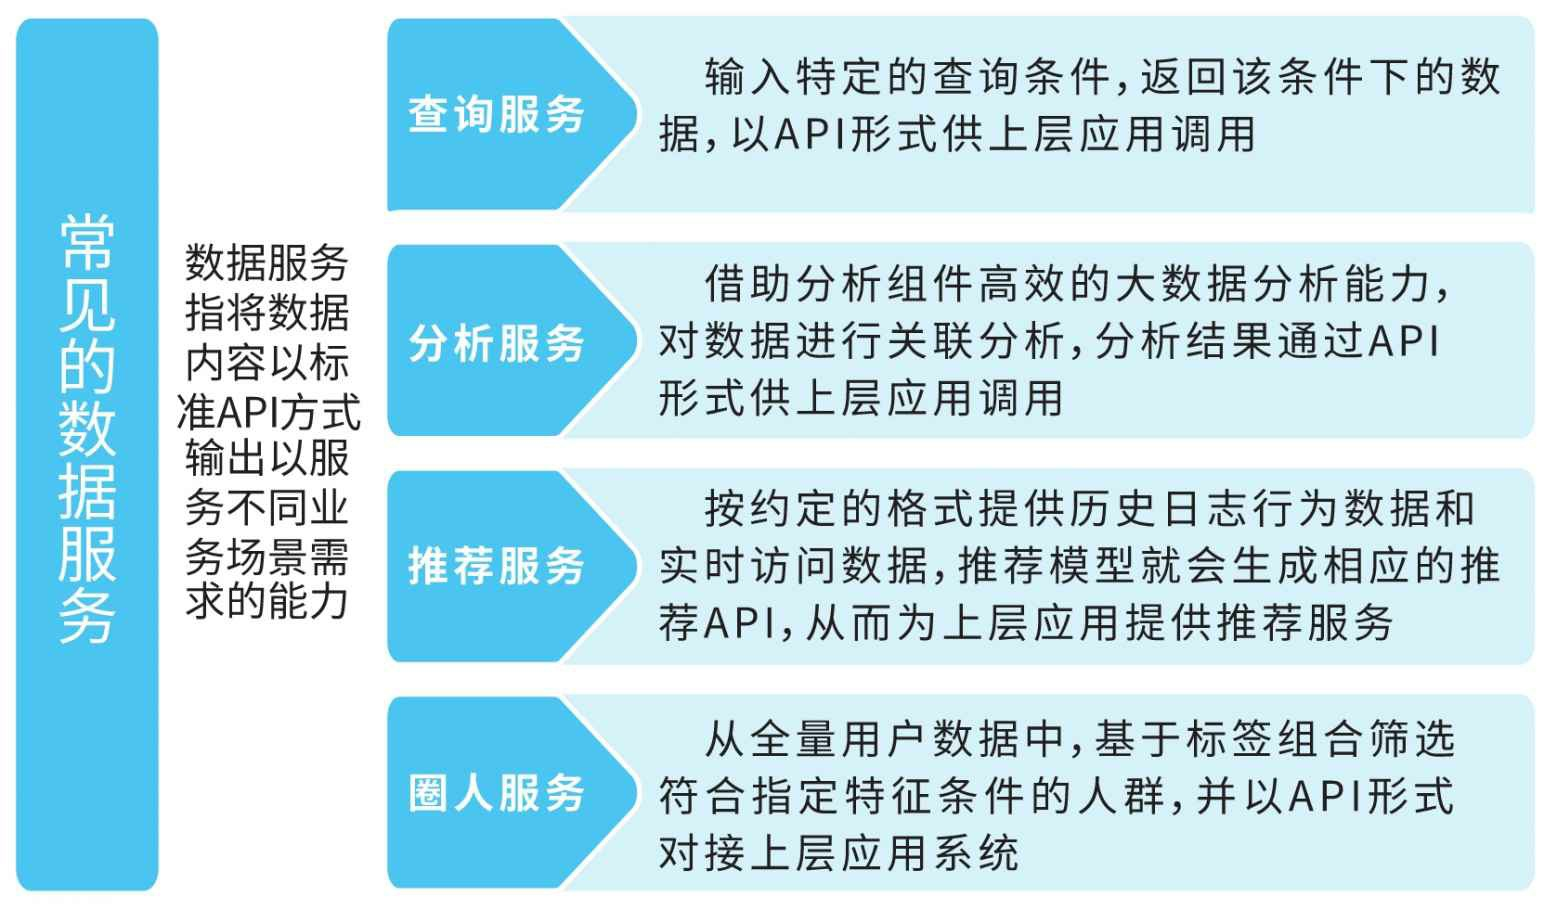 常见的数据服务
数据服务
指将数据
内容以标
准API方式
输出以服
务不同业
务场景需
求的能力
查询服务
输入特定的查询条件，返回该条件下的数
据，以API形式供上层应用调用
分析服务
借助分析组件高效的大数据分析能力，
对数据进行关联分析，分析结果通过API
形式供上层应用调用
推荐服务
按约定的格式提供历史日志行为数据和
实时访问数据，推荐模型就会生成相应的推
荐API，从而为上层应用提供推荐服务
圈人服务
从全量用户数据中，基于标签组合筛选
符合指定特征条件的人群，并以API形式
对接上层应用系统